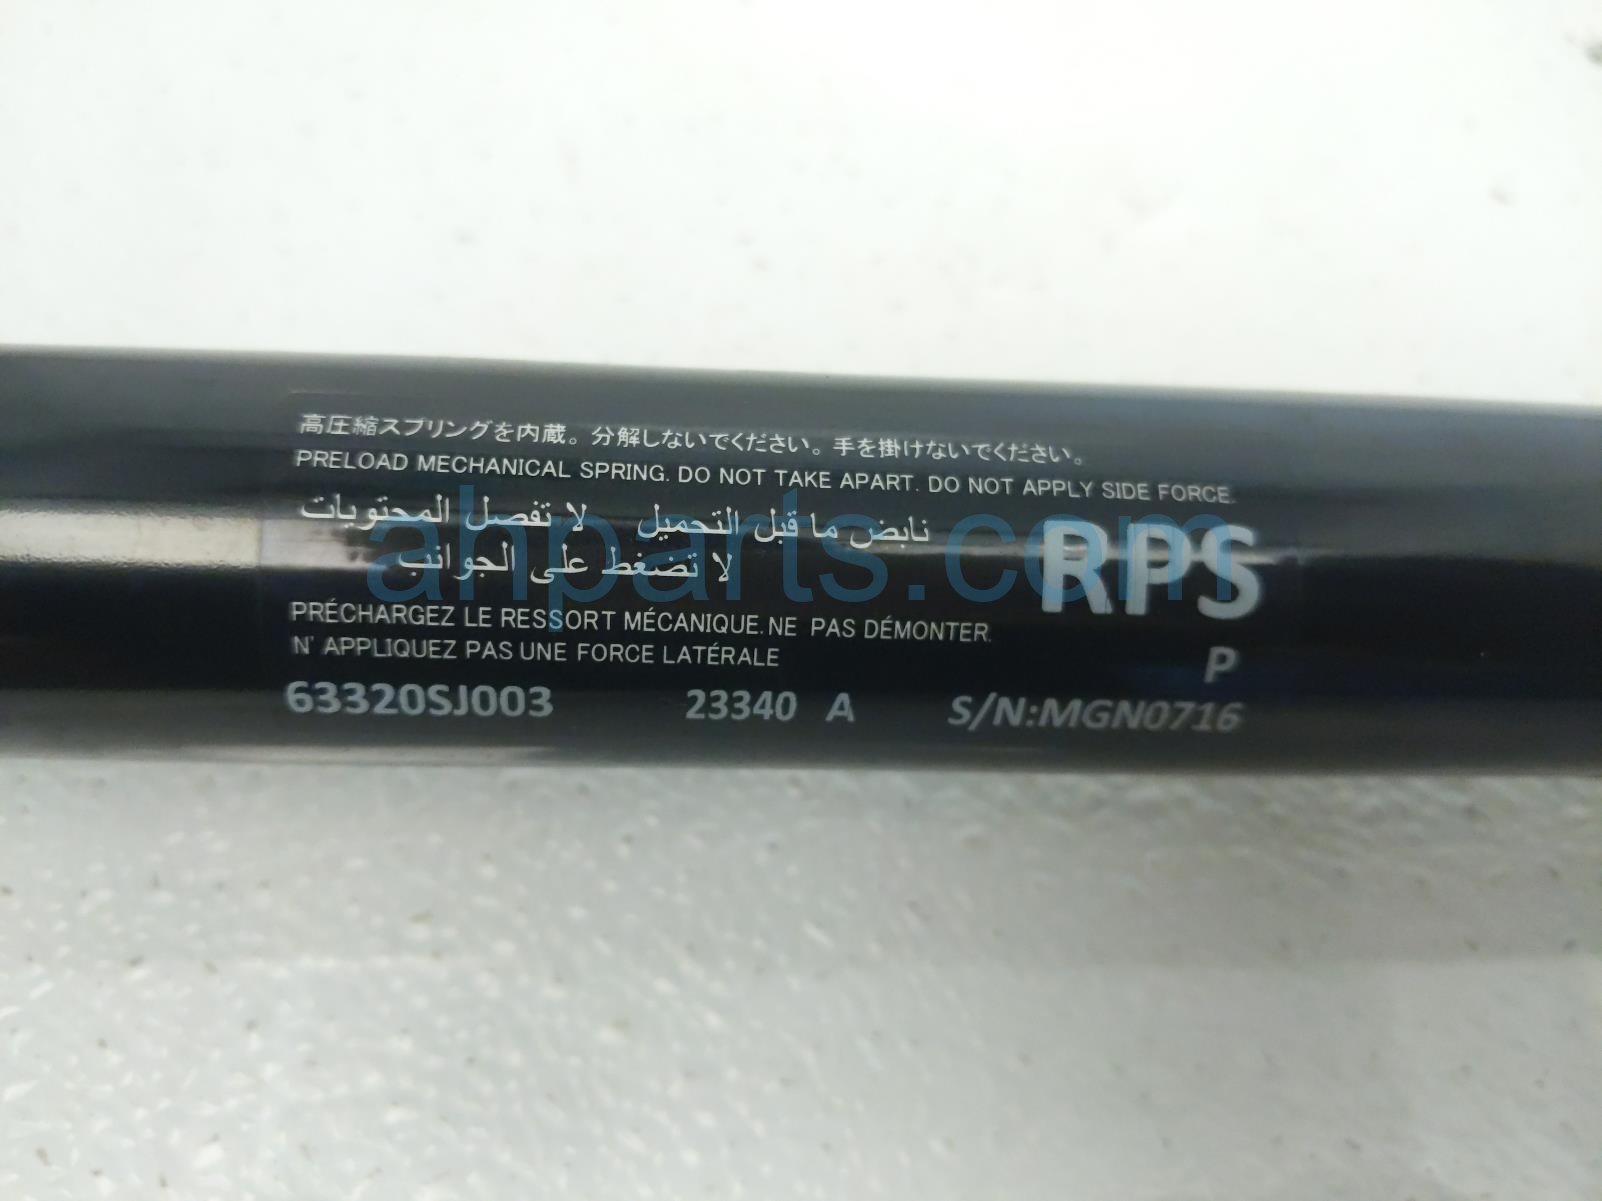 高圧縮スプリングを内蔵。分解しないでください。手を掛けないでください。
PRELOAD MECHANICAL SPRING. DO NOT TAKE APART. DO NOT APPLY SIDE FORCE.
نابض ما قبل التحميل لا تفصل المحتويات
لا تضغط على الجوانب
RPS
PRÉCHARGEZ LE RESSORT MÉCANIQUE. NE PAS DÉMONTER.
N' APPLIQUEZ PAS UNE FORCE LATÉRALE
P
63320SJ003 23340 A S/N:MGN0716
ahparts.com